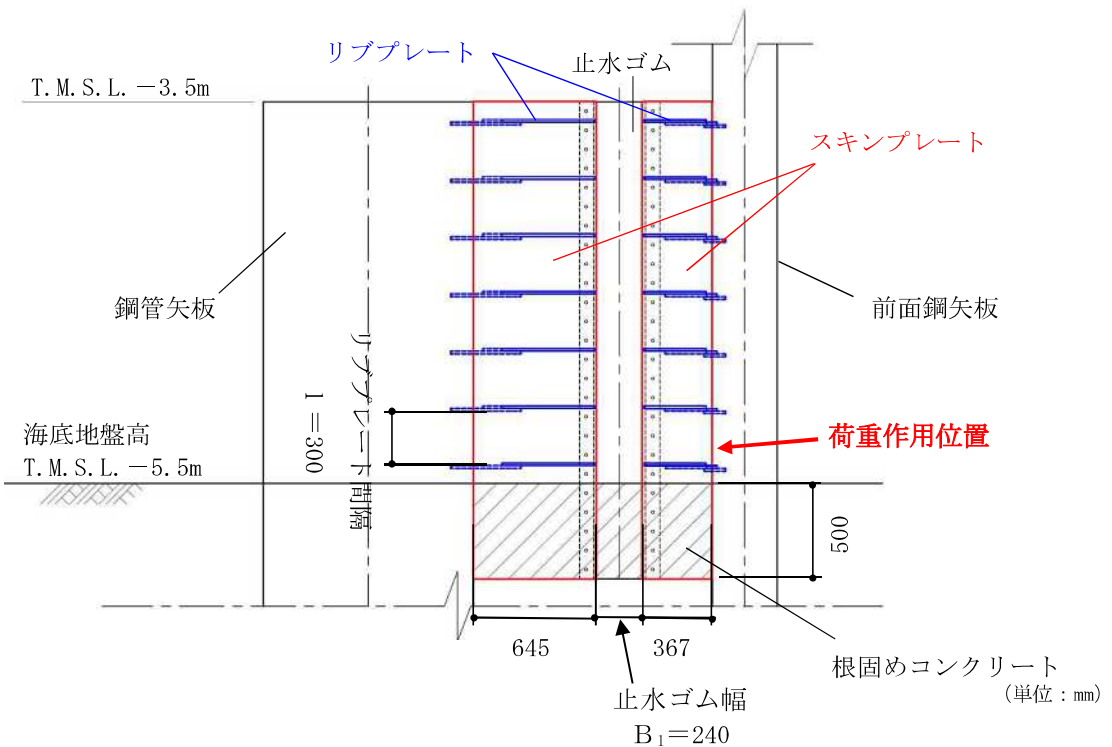 リブプレート
止水ゴム
T.M.S.L.－3.5m
スキンプレート
鋼管矢板
前面鋼矢板
リブプレート間隔
l＝300
海底地盤高
T.M.S.L.－5.5m
荷重作用位置
500
645
367
根固めコンクリート
(単位：mm)
止水ゴム幅
B₁＝240